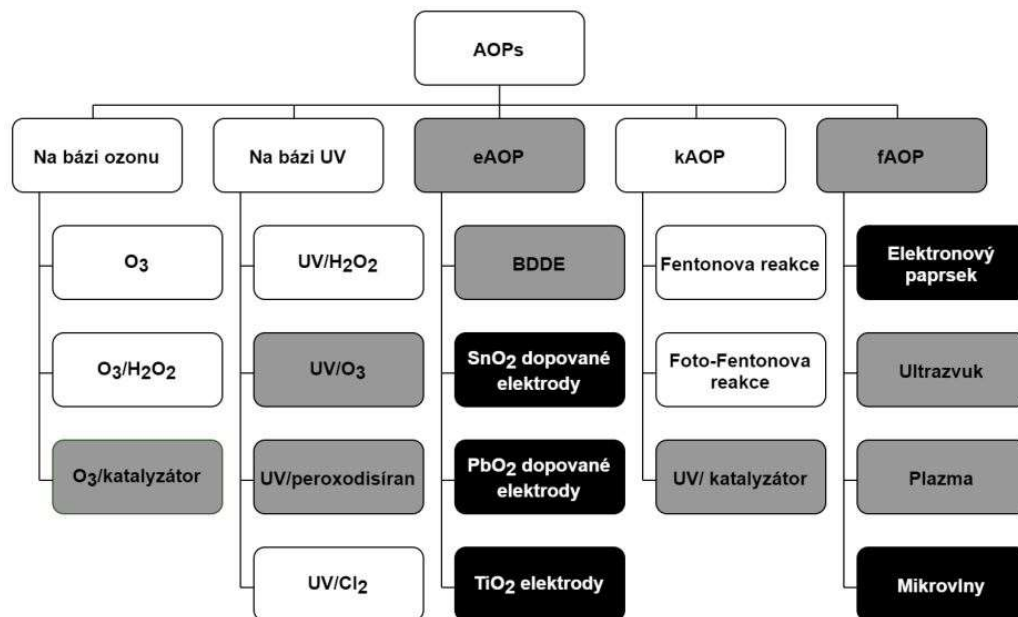 AOPs
Na bázi ozonu
Na bázi UV
eAOP
kAOP
fAOP
O3
UV/H2O2
BDDE
Fentonova reakce
Elektronový
paprsek
O3/H2O2
UV/O3
SnO2 dopované
elektrody
Foto-Fentonova
reakce
Ultrazvuk
O3/katalyzátor
UV/peroxodisíran
PbO2 dopované
elektrody
UV/ katalyzátor
Plazma
UV/Cl2
TiO2 elektrody
Mikrovlny